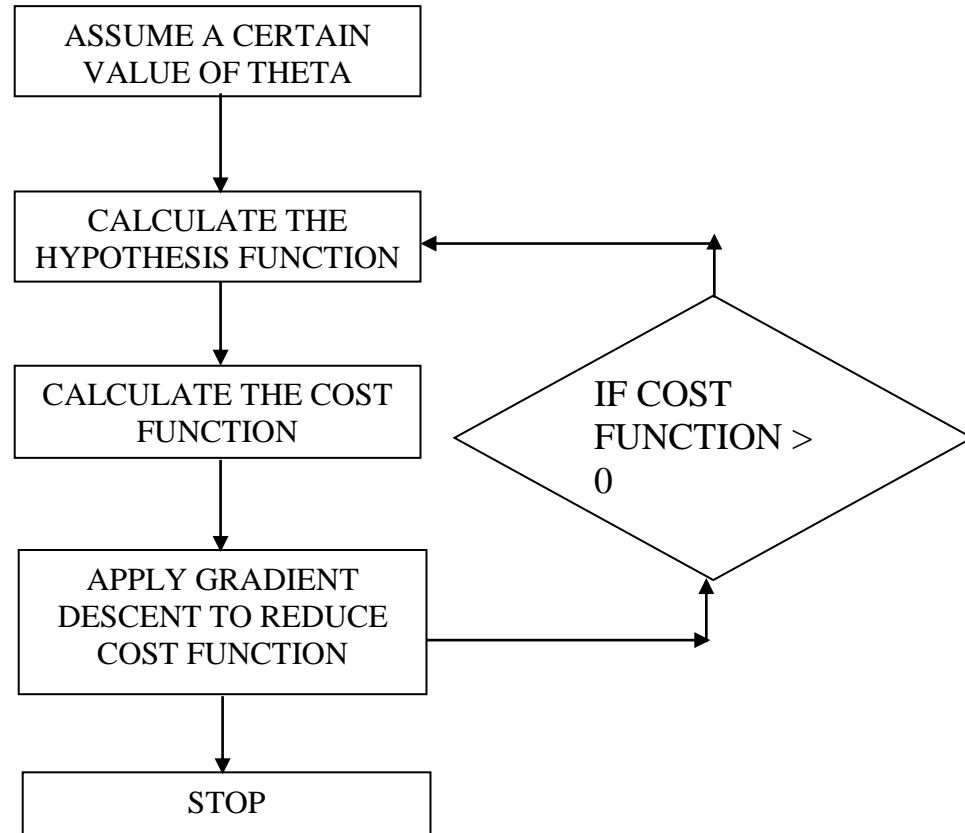 ASSUME A CERTAIN
VALUE OF THETA
CALCULATE THE
HYPOTHESIS FUNCTION
CALCULATE THE COST
FUNCTION
IF COST
FUNCTION >
0
APPLY GRADIENT
DESCENT TO REDUCE
COST FUNCTION
STOP